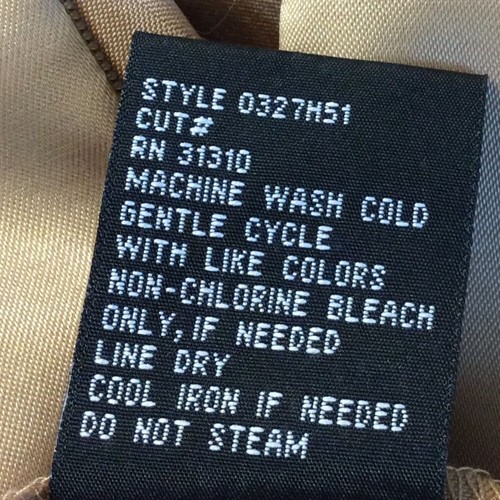 STYLE 0327H51
CUT#
RN 31310
MACHINE WASH COLD
GENTLE CYCLE
WITH LIKE COLORS
NON-CHLORINE BLEACH
ONLY, IF NEEDED
LINE DRY
COOL IRON IF NEEDED
DO NOT STEAM